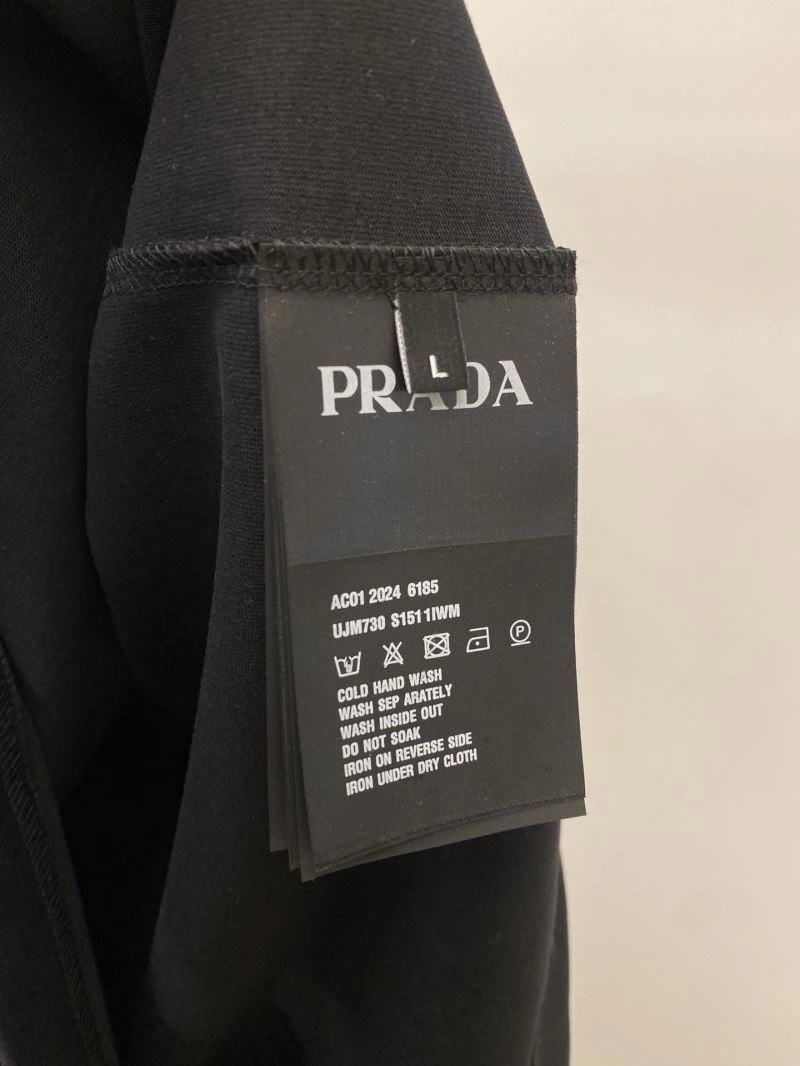 L
PRADA
AC01 2024 6185
UJM730 S151 1IWM
P
COLD HAND WASH
WASH SEP ARATELY
WASH INSIDE OUT
DO NOT SOAK
IRON ON REVERSE SIDE
IRON UNDER DRY CLOTH